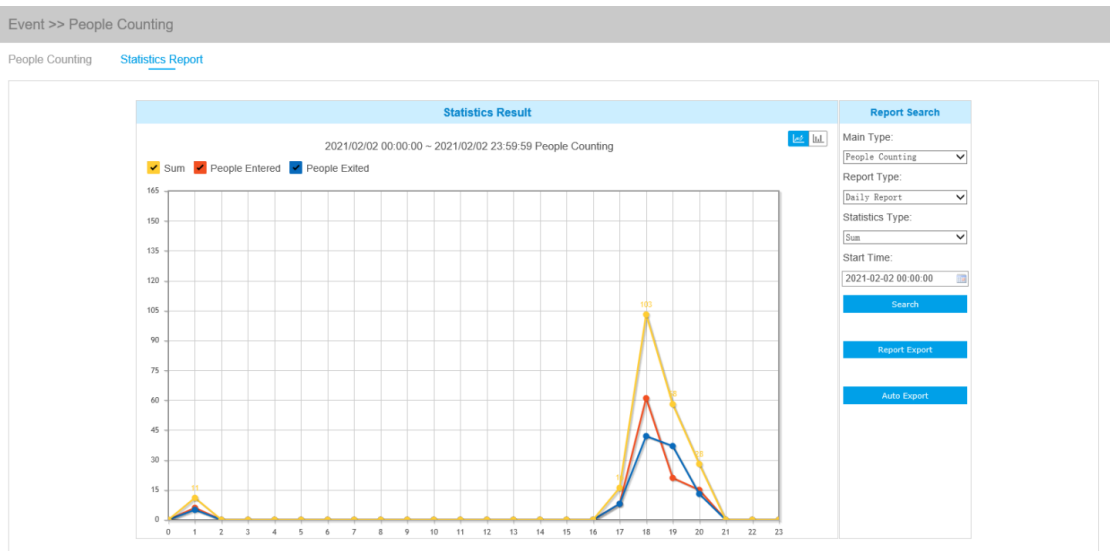 Event >> People Counting
People Counting Statistics Report
Statistics Result
2021/02/02 00:00:00 ~ 2021/02/02 23:59:59 People Counting
Sum People Entered People Exited
165
150
135
120
105
90
75
60
45
30
15
0
103
11
0 1 2 3 4 5 6 7 8 9 10 11 12 13 14 15 16 17 18 19 20 21 22 23
Report Search
Main Type:
People Counting
Report Type:
Daily Report
Statistics Type:
Sum
Start Time:
2021-02-02 00:00:00
Search
Report Export
Auto Export